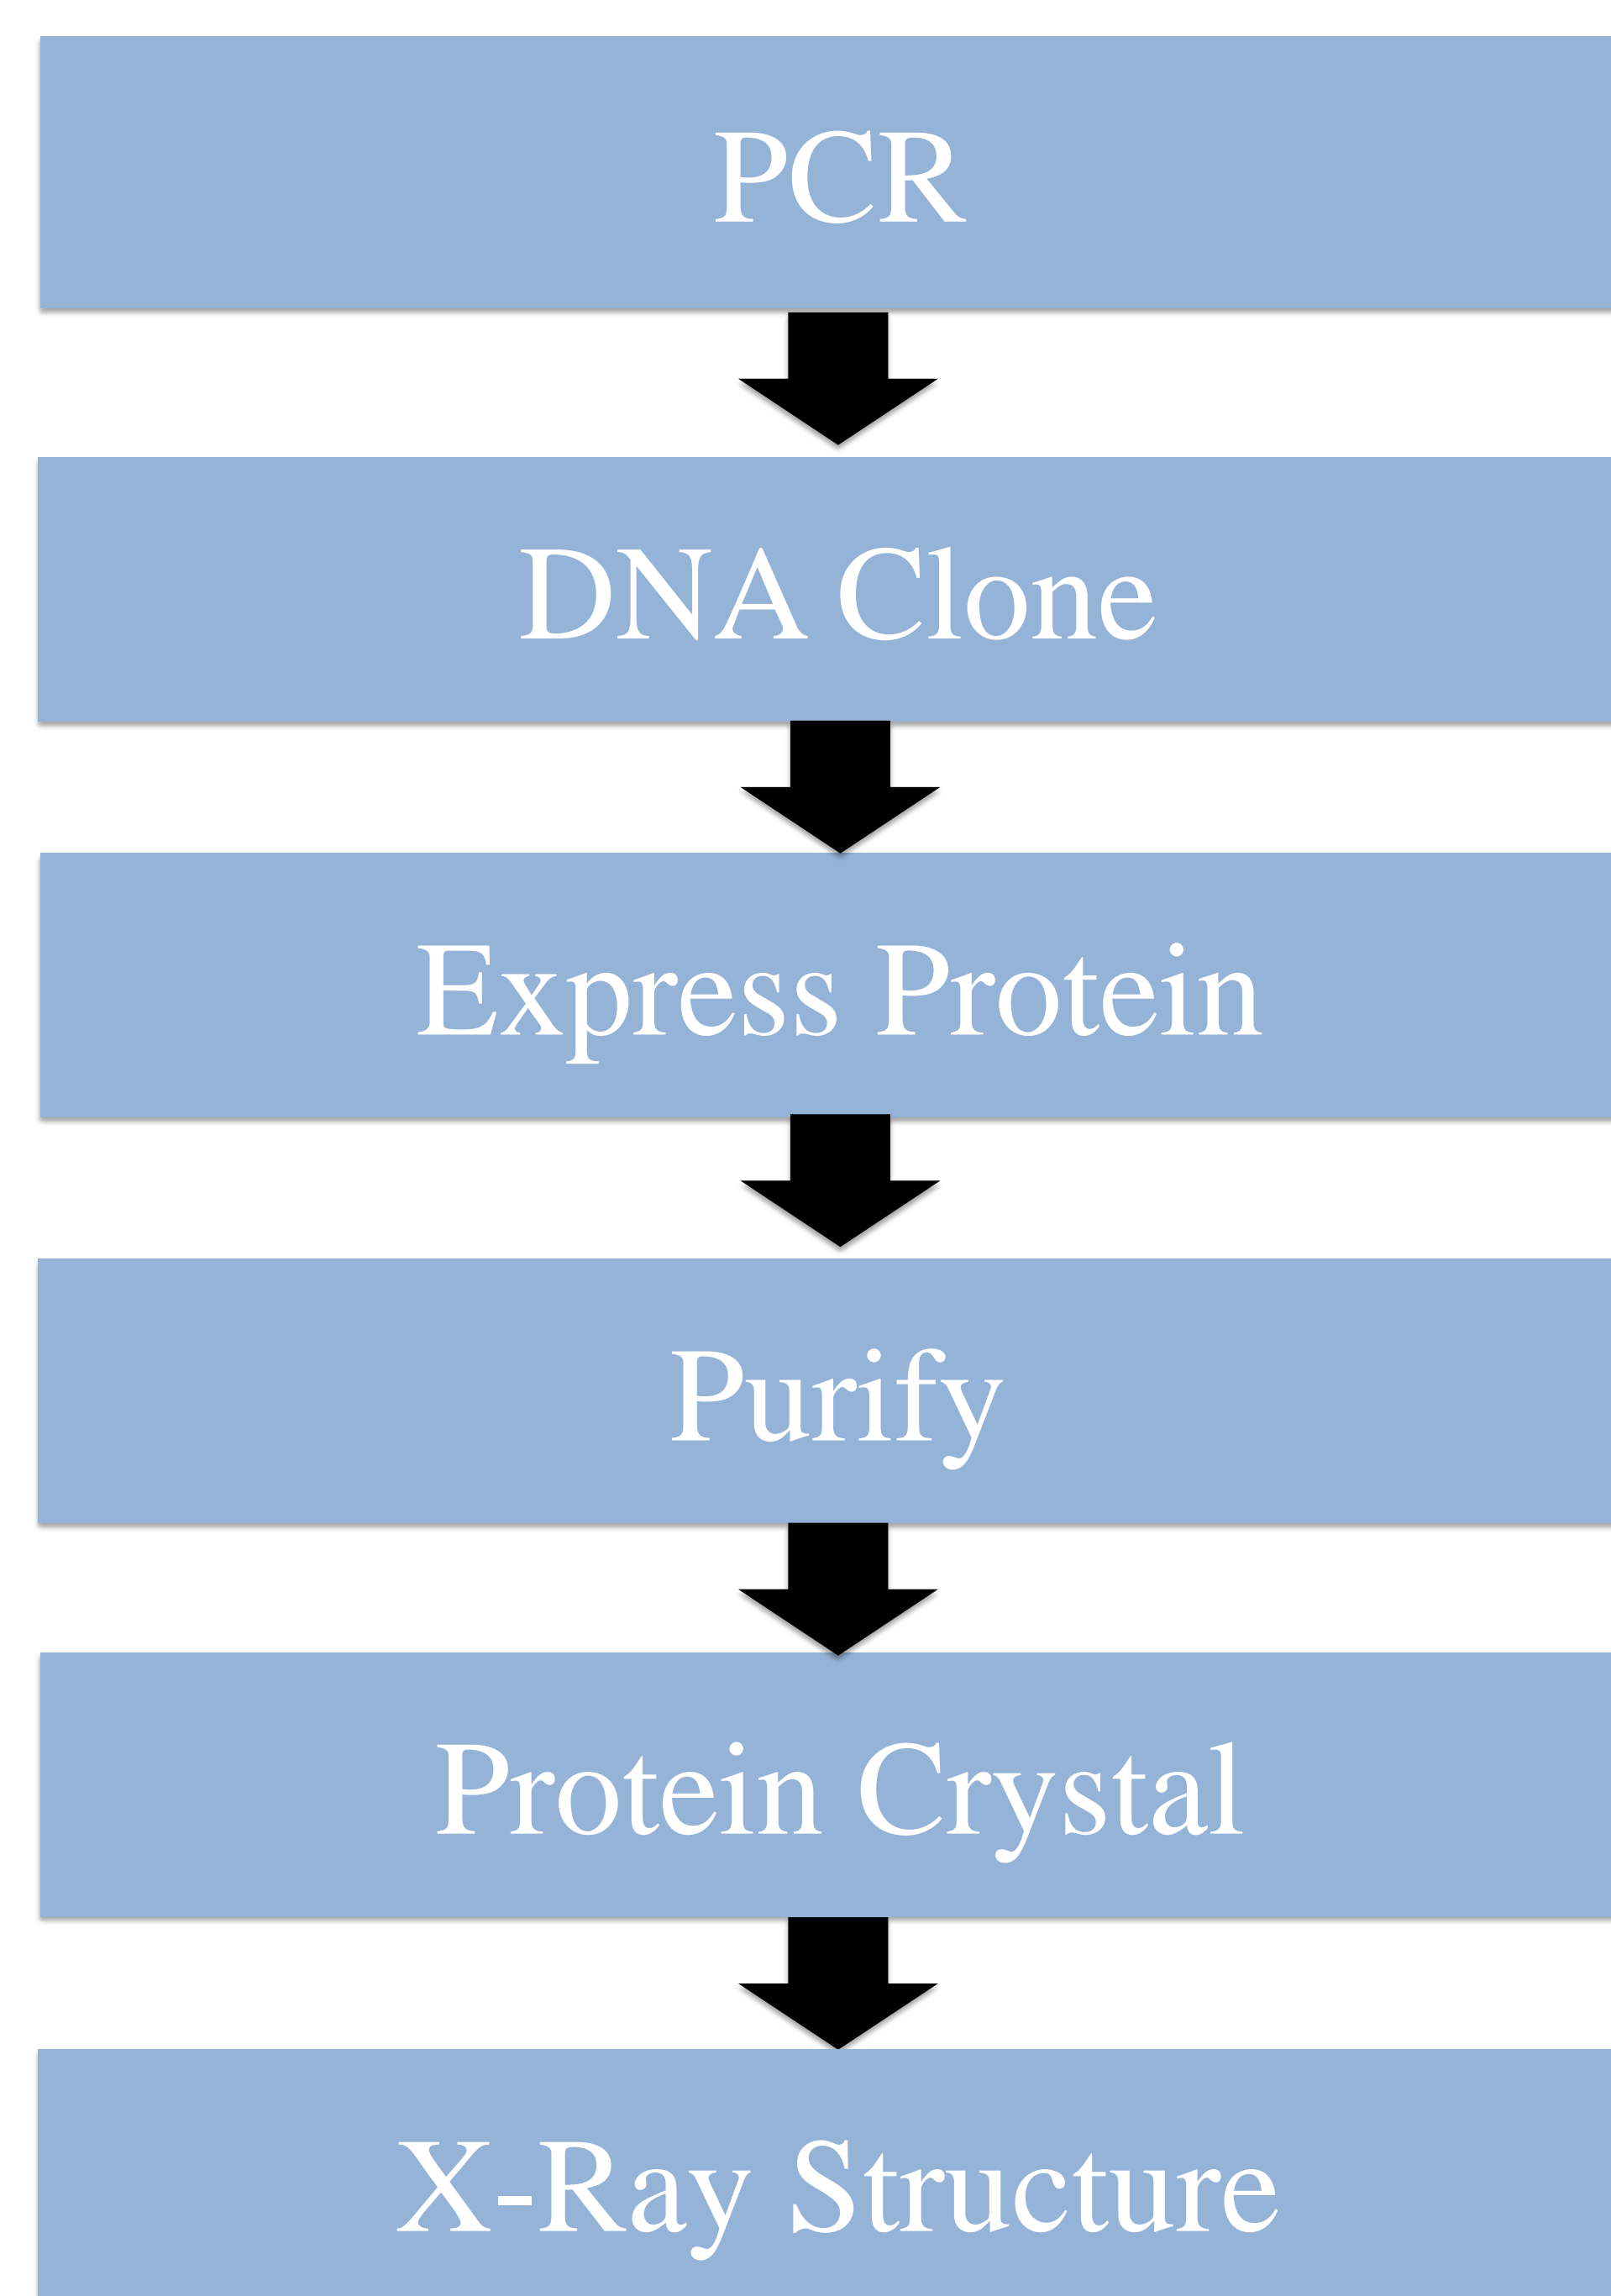 PCR
DNA Clone
Express Protein
Purify
Protein Crystal
X-Ray Structure